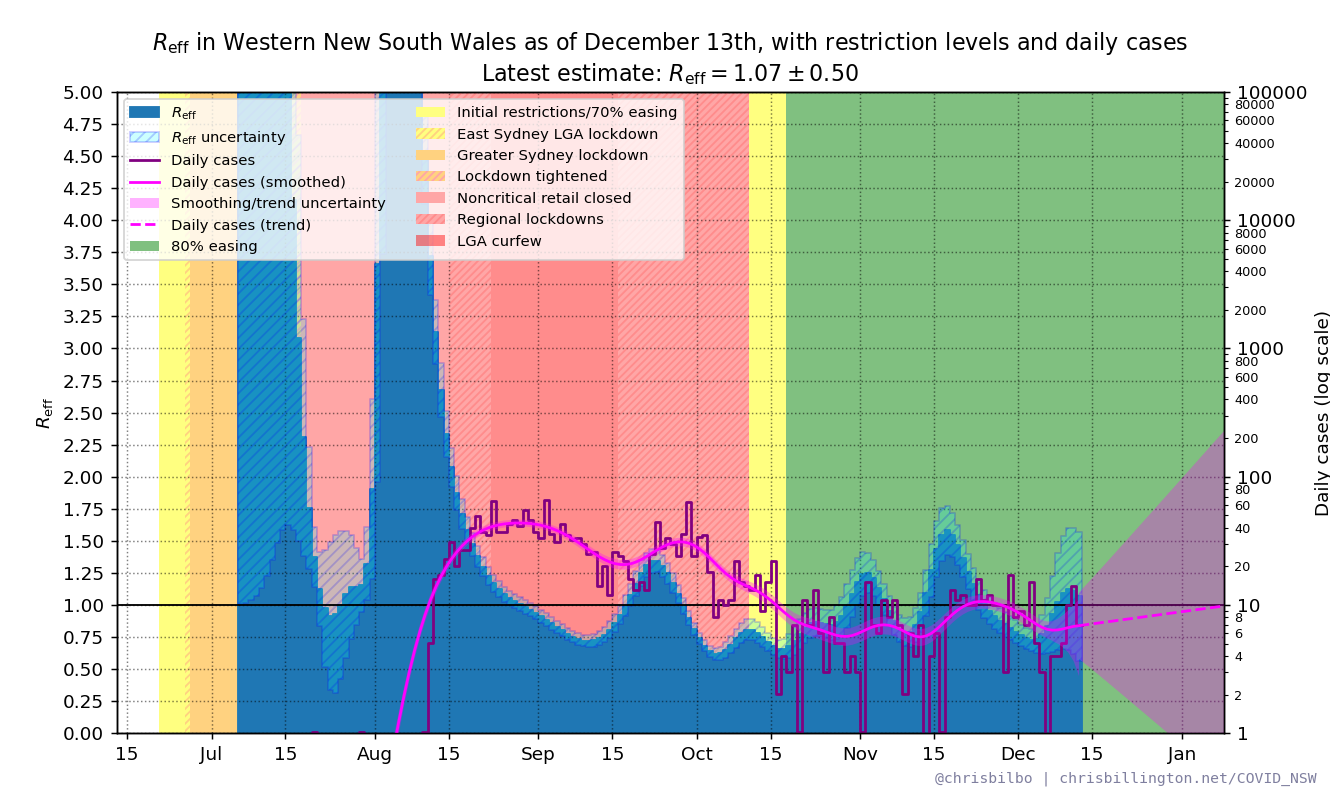 Reff in Western New South Wales as of December 13th, with restriction levels and daily cases
Latest estimate: Reff = 1.07 ± 0.50
Reff
Reff uncertainty
Daily cases
Daily cases (smoothed)
Smoothing/trend uncertainty
Daily cases (trend)
80% easing
Initial restrictions/70% easing
East Sydney LGA lockdown
Greater Sydney lockdown
Lockdown tightened
Noncritical retail closed
Regional lockdowns
LGA curfew
Reff
5.00
4.75
4.50
4.25
4.00
3.75
3.50
3.25
3.00
2.75
2.50
2.25
2.00
1.75
1.50
1.25
1.00
0.75
0.50
0.25
0.00
15
Jul
15
Aug
15
Sep
15
Oct
15
Nov
15
Dec
15
Jan
100000
80000
60000
40000
20000
10000
8000
6000
4000
2000
1000
800
600
400
200
100
80
60
40
20
10
8
6
4
2
1
Daily cases (log scale)
@chrisbilbo | chrisbillington.net/COVID_NSW